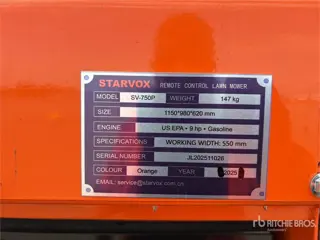 STARVOX REMOTE CONTROL LAWN MOWER
MODEL SV-750P WEIGHT 147 kg
SIZE 1150*980*620 mm
ENGINE US EPA • 9 hp • Gasoline
SPECIFICATIONS WORKING WIDTH: 550 mm
SERIAL NUMBER JL202511026
COLOUR Orange YEAR 2025
EMAIL: service@starvox.com.cn
rb
RITCHIE BROS